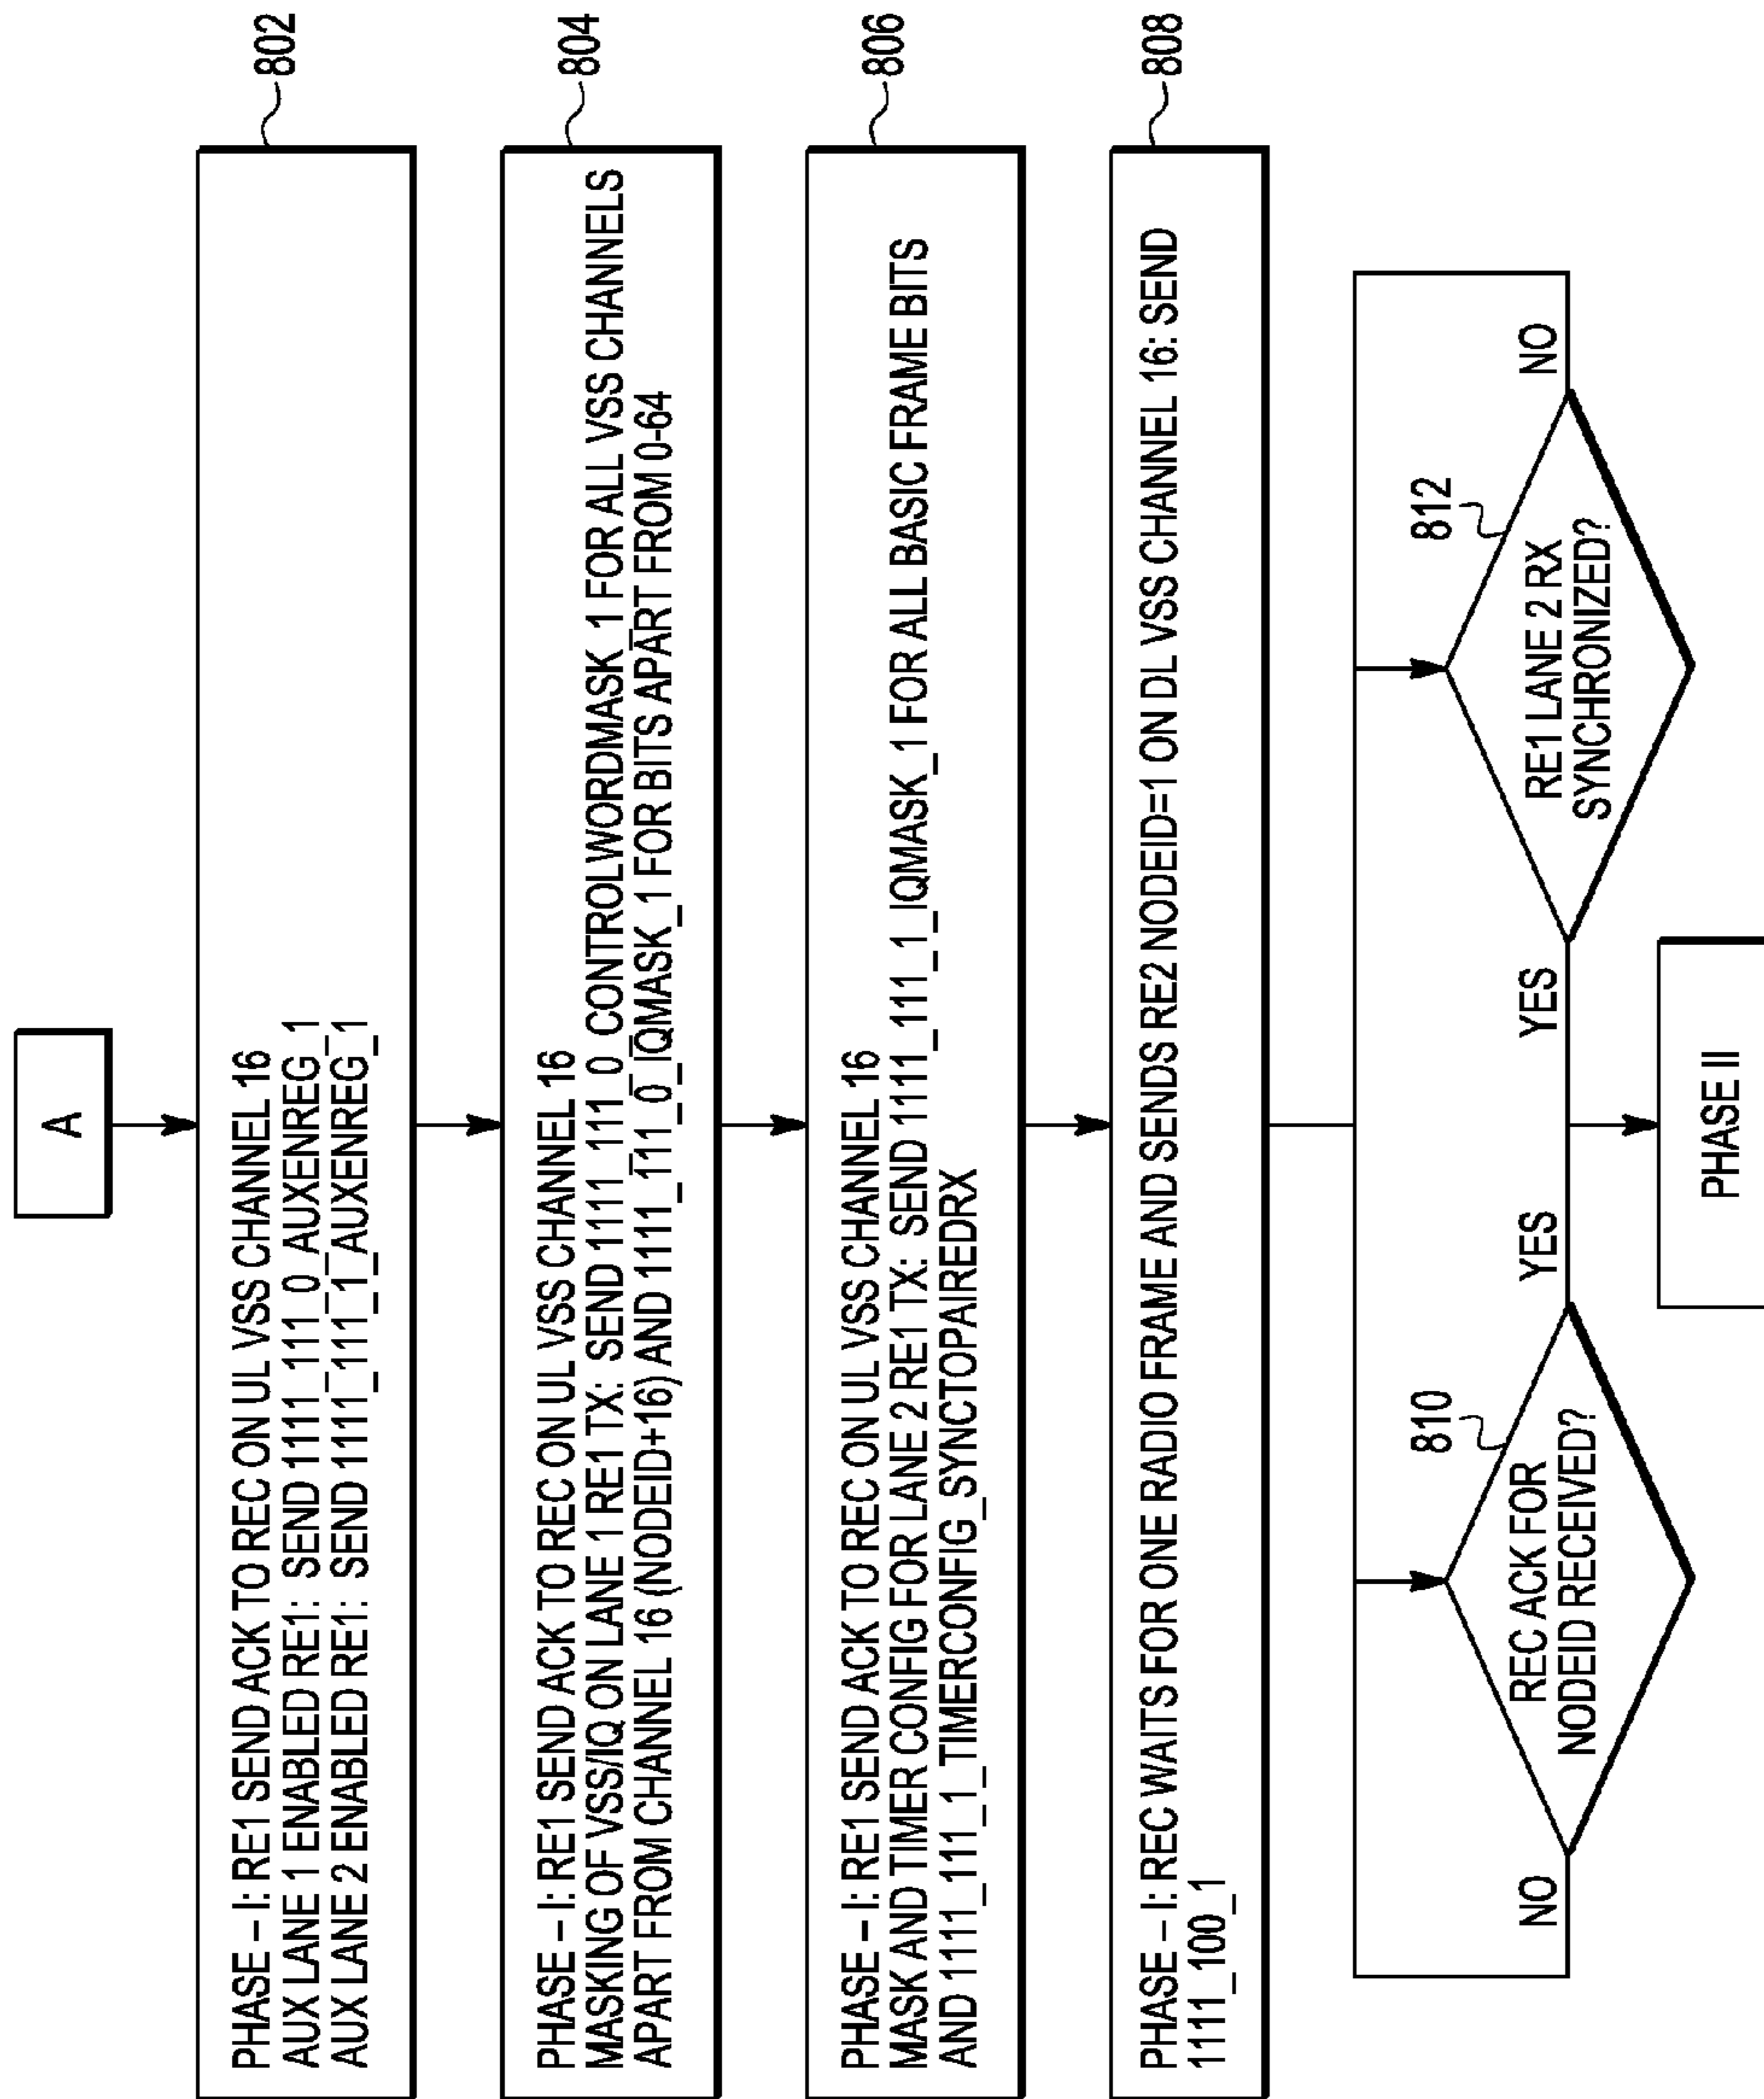 A
802
PHASE – I: RE1 SEND ACK TO REC ON UL VSS CHANNEL 16
AUX LANE 1 ENABLED RE1: SEND 1111_111_0_AUXENREG_1
AUX LANE 2 ENABLED RE1: SEND 1111_111_1_AUXENREG_1
804
PHASE – I: RE1 SEND ACK TO REC ON UL VSS CHANNEL 16
MASKING OF VSS/IQ ON LANE 1 RE1 TX: SEND 1111_111_0_CONTROLWORDMASK_1 FOR ALL VSS CHANNELS
APART FROM CHANNEL 16 (NODEID+16) AND 1111_111_0_IQMASK_1 FOR BITS APART FROM 0-64
806
PHASE – I: RE1 SEND ACK TO REC ON UL VSS CHANNEL 16
MASK AND TIMER CONFIG FOR LANE 2 RE1 TX: SEND 1111_111_1_IQMASK_1 FOR ALL BASIC FRAME BITS
AND 1111_111_1_TIMERCONFIG_SYNCTOPAIREDRX
808
PHASE – I: REC WAITS FOR ONE RADIO FRAME AND SENDS RE2 NODEID=1 ON DL VSS CHANNEL 16: SEND
1111_100_1
810
REC ACK FOR
NODEID RECEIVED?
NO
YES
812
RE1 LANE 2 RX
SYNCHRONIZED?
YES
NO
PHASE II